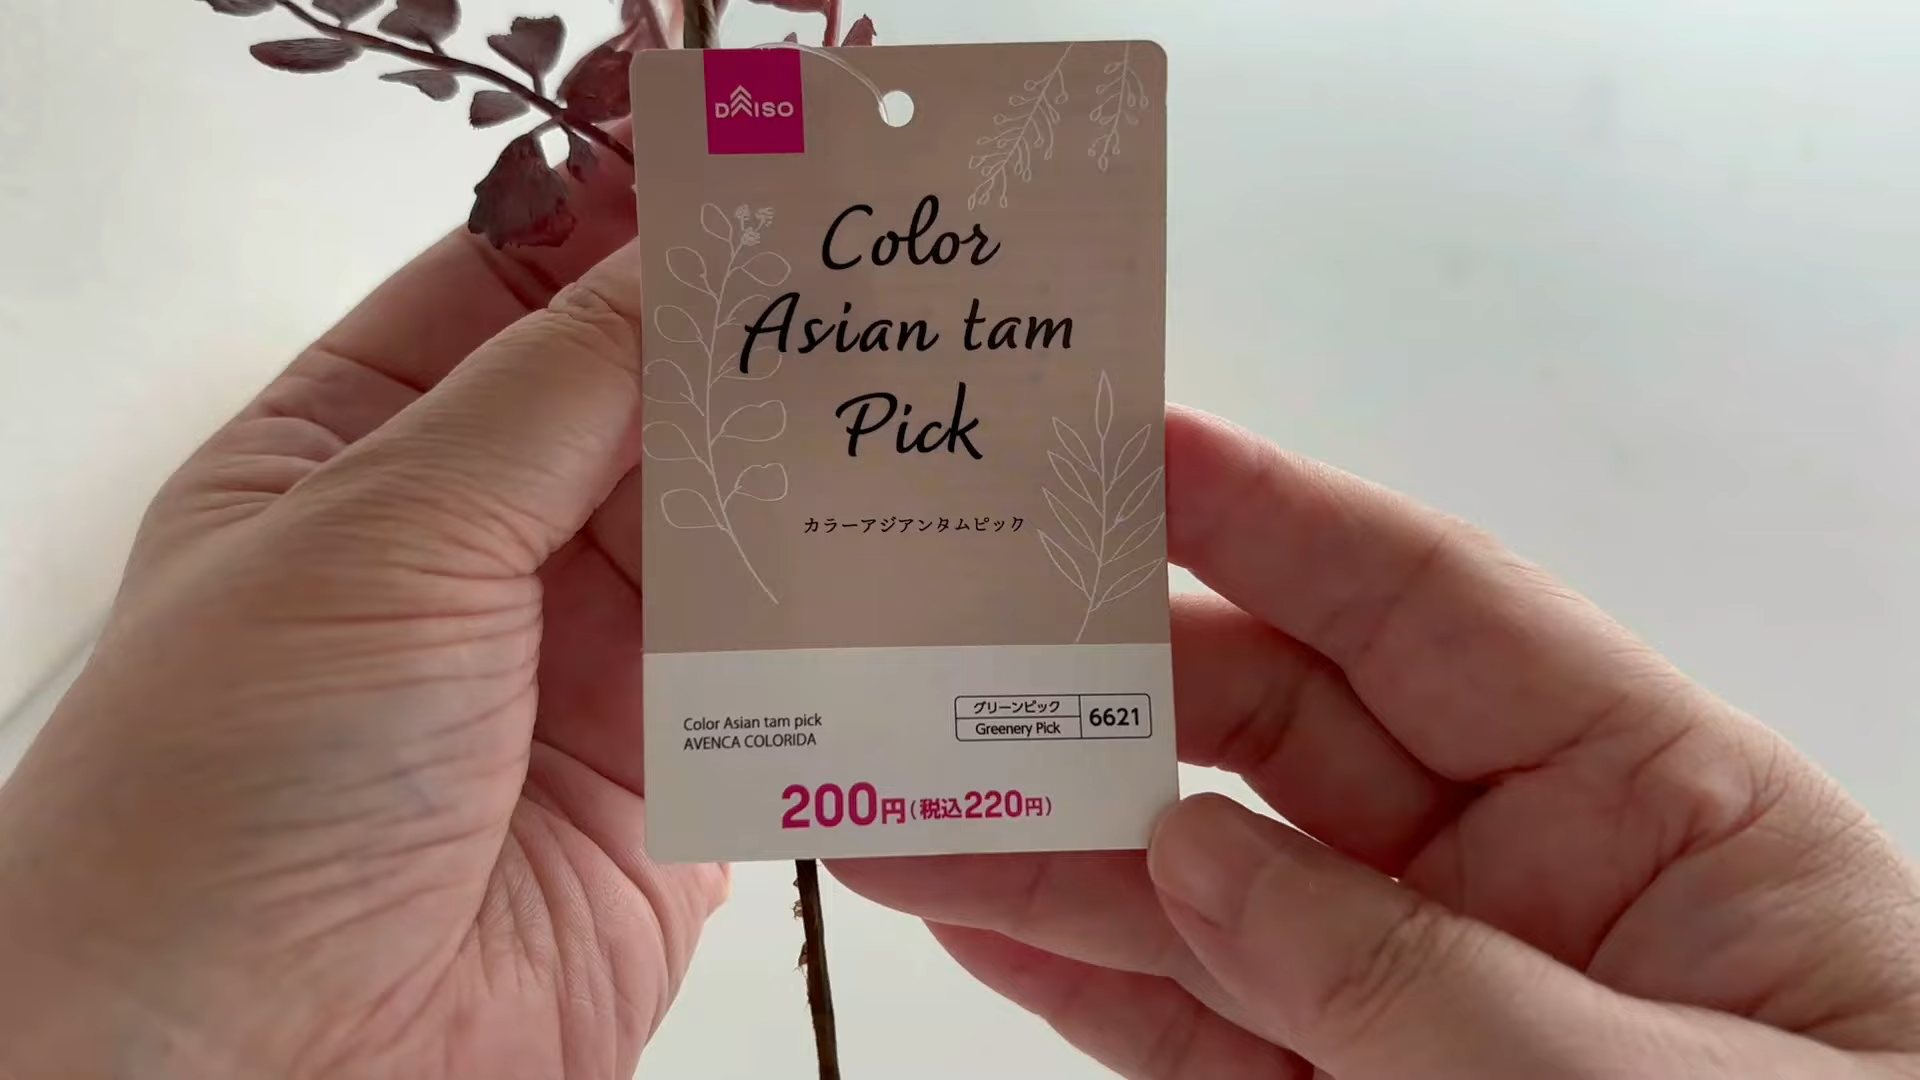 DAISO
Color
Asian tam
Pick
カラーアジアンタムピック
Color Asian tam pick
AVENCA COLORIDA
グリーンピック
Greenery Pick
6621
200円(税込220円)